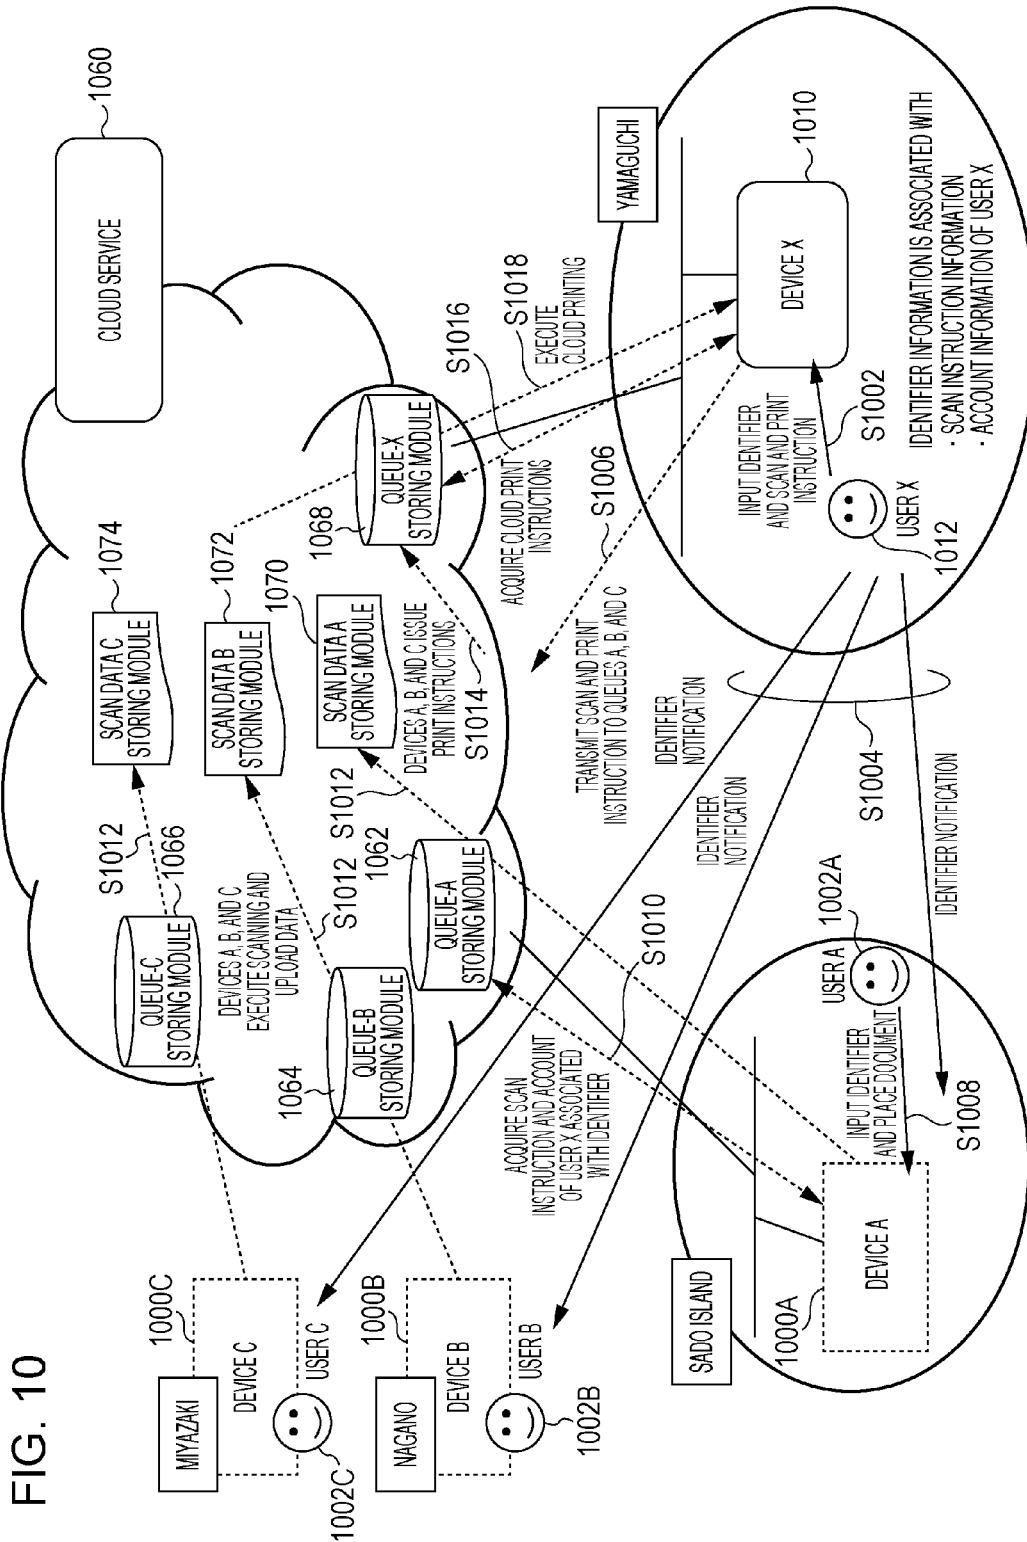 FIG. 10
CLOUD SERVICE
1060
MIYAZAKI
1000C
DEVICE C
USER C
1002C
NAGANO
1000B
DEVICE B
USER B
1002B
QUEUE-C
STORING MODULE
1066
S1012
SCAN DATA C
STORING MODULE
1074
DEVICES A, B, AND C
EXECUTE SCANNING AND
UPLOAD DATA
1064
QUEUE-B
STORING MODULE
S1012
SCAN DATA B
STORING MODULE
1072
1062
QUEUE-A
STORING MODULE
S1012
SCAN DATA A
STORING MODULE
1070
DEVICES A, B, AND C ISSUE
PRINT INSTRUCTIONS
S1014
1068
QUEUE-X
STORING MODULE
S1016
ACQUIRE CLOUD PRINT
INSTRUCTIONS
S1018
EXECUTE
CLOUD PRINTING
ACQUIRE SCAN
INSTRUCTION AND ACCOUNT
OF USER X ASSOCIATED
WITH IDENTIFIER
S1010
TRANSMIT SCAN AND PRINT
INSTRUCTION TO QUEUES A, B, AND C
S1006
IDENTIFIER
NOTIFICATION
IDENTIFIER
NOTIFICATION
IDENTIFIER NOTIFICATION
S1004
SADO ISLAND
1000A
DEVICE A
INPUT IDENTIFIER
AND PLACE DOCUMENT
S1008
USER A
1002A
YAMAGUCHI
DEVICE X
1010
INPUT IDENTIFIER
AND SCAN AND PRINT
INSTRUCTION
S1002
USER X
1012
IDENTIFIER INFORMATION IS ASSOCIATED WITH
· SCAN INSTRUCTION INFORMATION
· ACCOUNT INFORMATION OF USER X